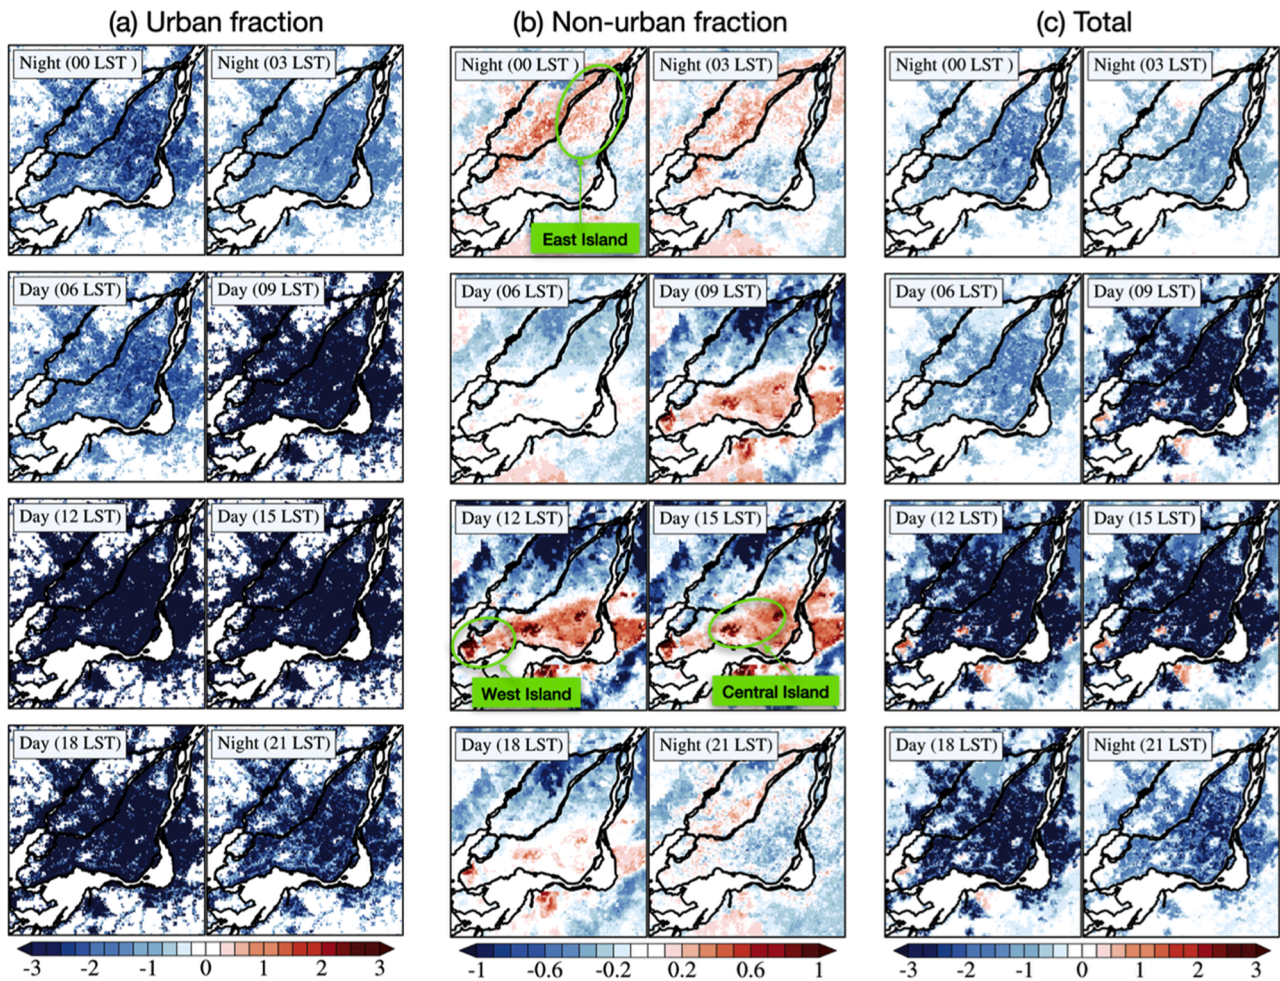 (a) Urban fraction
(b) Non-urban fraction
(c) Total
Night (00 LST )
Night (03 LST)
Night (00 LST )
Night (03 LST)
Night (00 LST )
Night (03 LST)
East Island
Day (06 LST)
Day (09 LST)
Day (06 LST)
Day (09 LST)
Day (06 LST)
Day (09 LST)
Day (12 LST)
Day (15 LST)
Day (12 LST)
Day (15 LST)
Day (12 LST)
Day (15 LST)
West Island
Central Island
Day (18 LST)
Night (21 LST)
Day (18 LST)
Night (21 LST)
Day (18 LST)
Night (21 LST)
-3 -2 -1 0 1 2 3
-1 -0.6 -0.2 0.2 0.6 1
-3 -2 -1 0 1 2 3